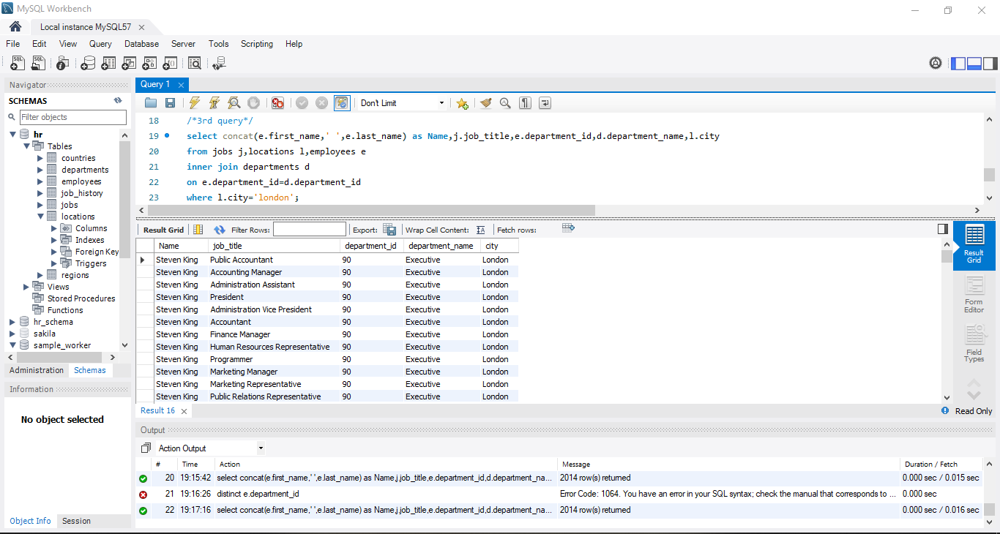 MySQL Workbench
Local instance MySQL57
File Edit View Query Database Server Tools Scripting Help
Navigator
SCHEMAS
Filter objects
hr
Tables
countries
departments
employees
job_history
jobs
locations
Columns
Indexes
Foreign Key
Triggers
regions
Views
Stored Procedures
Functions
hr_schema
sakila
sample_worker
Administration Schemas
Information
No object selected
Object Info Session
Query 1
Don't Limit
18 /*3rd query*/
19 select concat(e.first_name,' ',e.last_name) as Name,j.job_title,e.department_id,d.department_name,l.city
20 from jobs j,locations l,employees e
21 inner join departments d
22 on e.department_id=d.department_id
23 where l.city='london';
Result Grid Filter Rows: Export: Wrap Cell Content: Fetch rows:
Name job_title department_id department_name city
Steven King Public Accountant 90 Executive London
Steven King Accounting Manager 90 Executive London
Steven King Administration Assistant 90 Executive London
Steven King President 90 Executive London
Steven King Administration Vice President 90 Executive London
Steven King Accountant 90 Executive London
Steven King Finance Manager 90 Executive London
Steven King Human Resources Representative 90 Executive London
Steven King Programmer 90 Executive London
Steven King Marketing Manager 90 Executive London
Steven King Marketing Representative 90 Executive London
Steven King Public Relations Representative 90 Executive London
Result Grid
Form Editor
Field Types
Result 16
Read Only
Output
Action Output
# Time Action Message Duration / Fetch
20 19:15:42 select concat(e.first_name,' ',e.last_name) as Name,j.job_title,e.department_id,d.department_na... 2014 row(s) returned 0.000 sec / 0.015 sec
21 19:16:26 distinct e.department_id Error Code: 1064. You have an error in your SQL syntax; check the manual that corresponds to ... 0.000 sec
22 19:17:16 select concat(e.first_name,' ',e.last_name) as Name,j.job_title,e.department_id,d.department_na... 2014 row(s) returned 0.000 sec / 0.016 sec